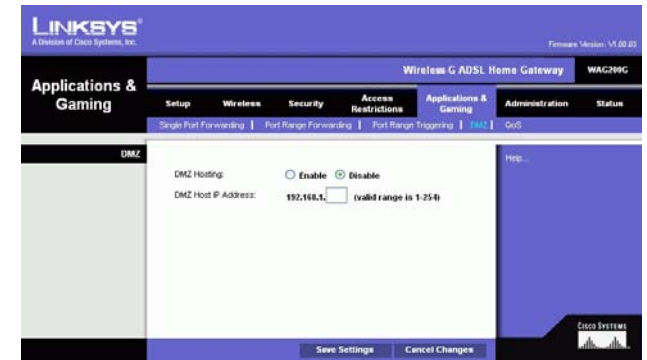 LINKSYS®
A Division of Cisco Systems, Inc.
Firmware Version: V1.00.03
Wireless-G ADSL Home Gateway WAG200G
Applications & Gaming
Setup Wireless Security Access Restrictions Applications & Gaming Administration Status
Single Port Forwarding | Port Range Forwarding | Port Range Triggering | DMZ | QoS
DMZ
DMZ Hosting: Enable Disable
DMZ Host IP Address: 192.168.1. (valid range is 1-254)
Help...
Save Settings Cancel Changes
CISCO SYSTEMS